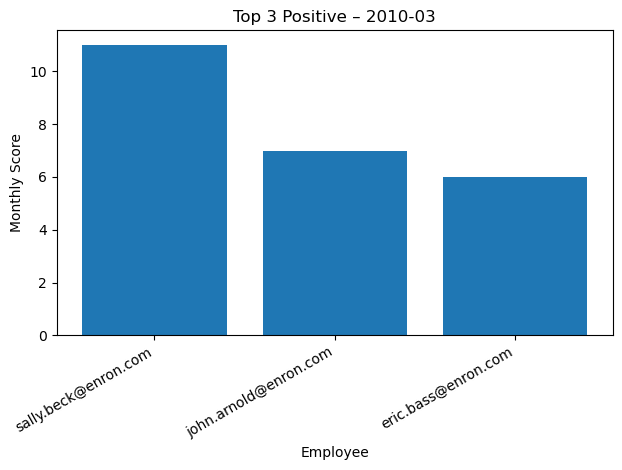 Top 3 Positive – 2010-03
Monthly Score
10
8
6
4
2
0
sally.beck@enron.com
john.arnold@enron.com
eric.bass@enron.com
Employee